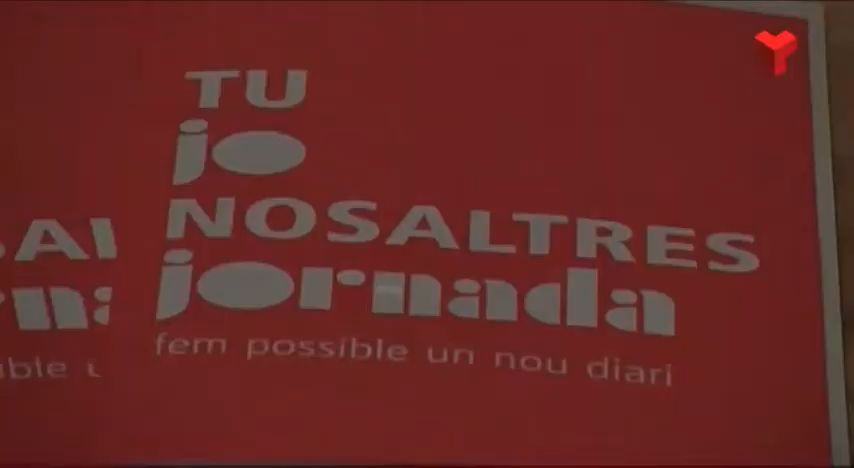 TU
jo
NOSALTRES
jornada
fem possible un nou diari